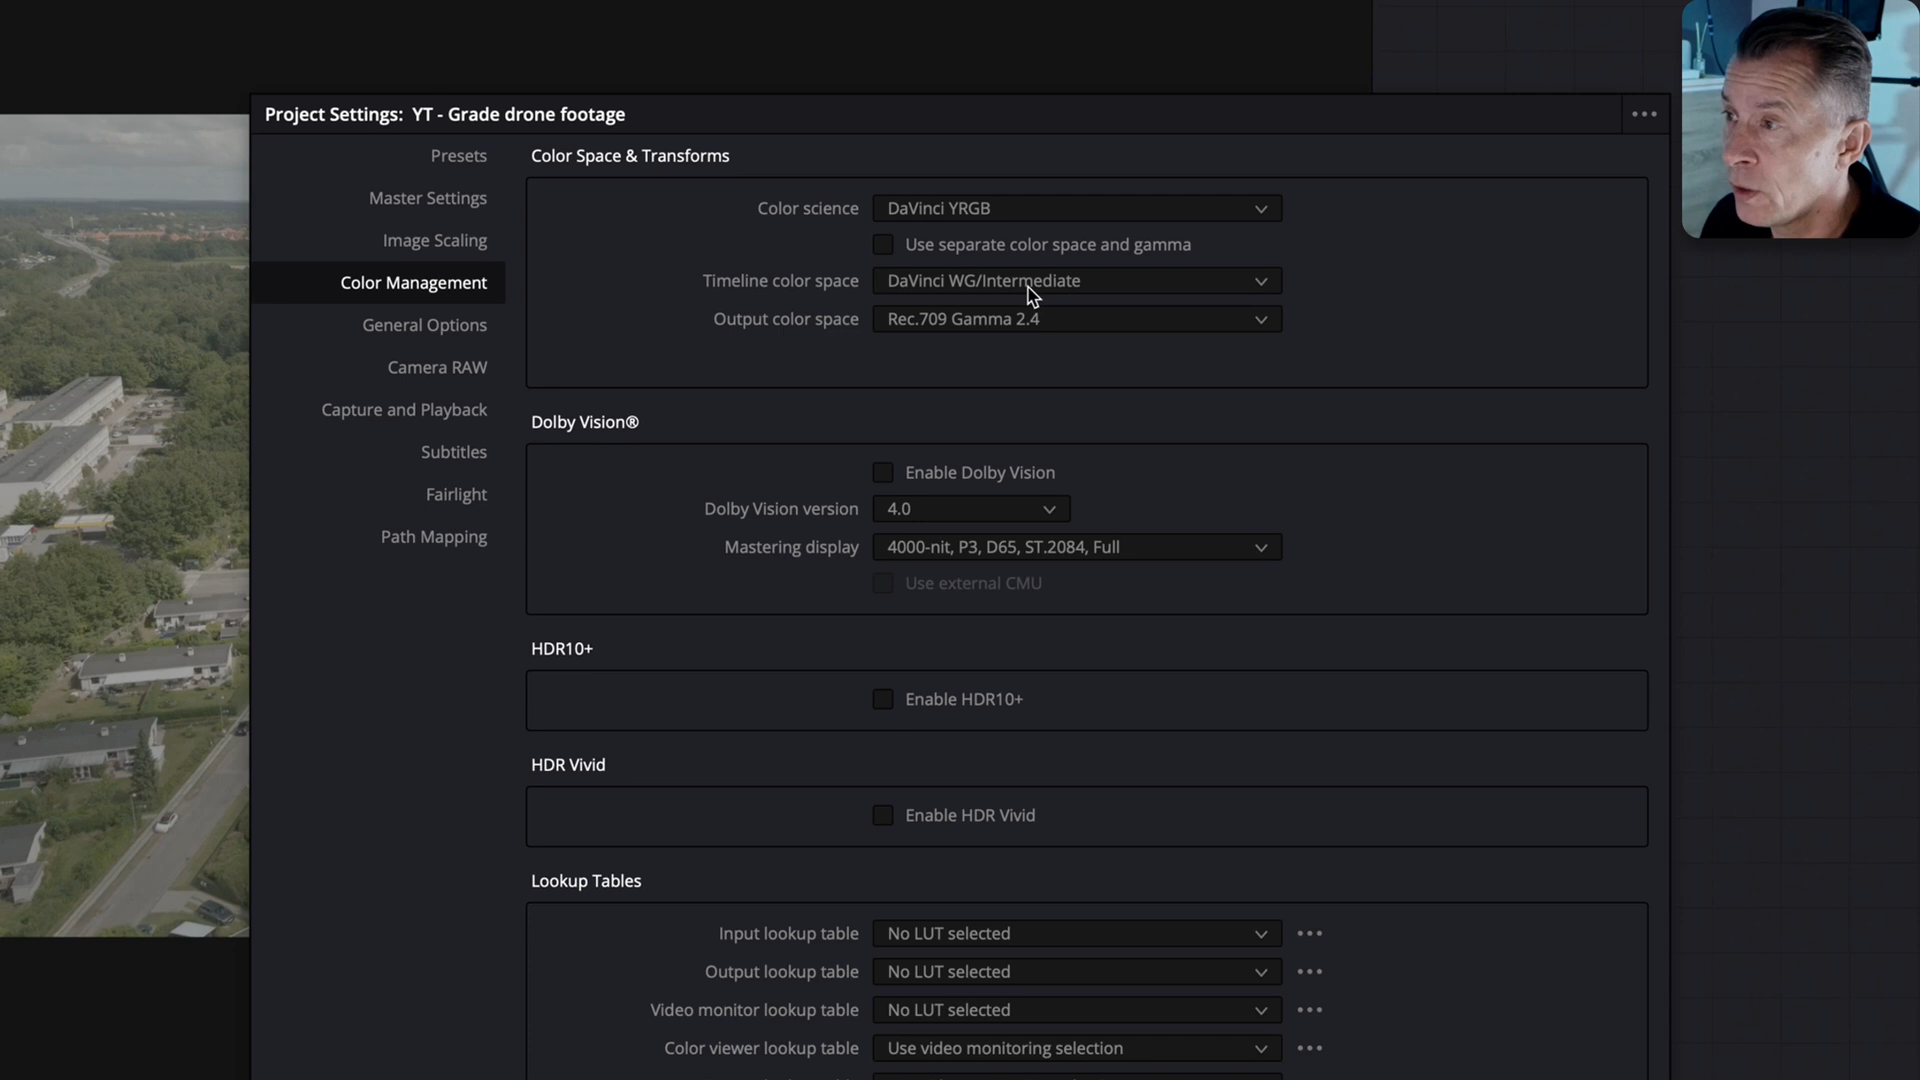 Project Settings: YT - Grade drone footage
Presets
Master Settings
Image Scaling
Color Management
General Options
Camera RAW
Capture and Playback
Subtitles
Fairlight
Path Mapping
Color Space & Transforms
Color science DaVinci YRGB
Use separate color space and gamma
Timeline color space DaVinci WG/Intermediate
Output color space Rec.709 Gamma 2.4
Dolby Vision®
Enable Dolby Vision
Dolby Vision version 4.0
Mastering display 4000-nit, P3, D65, ST.2084, Full
Use external CMU
HDR10+
Enable HDR10+
HDR Vivid
Enable HDR Vivid
Lookup Tables
Input lookup table No LUT selected
Output lookup table No LUT selected
Video monitor lookup table No LUT selected
Color viewer lookup table Use video monitoring selection